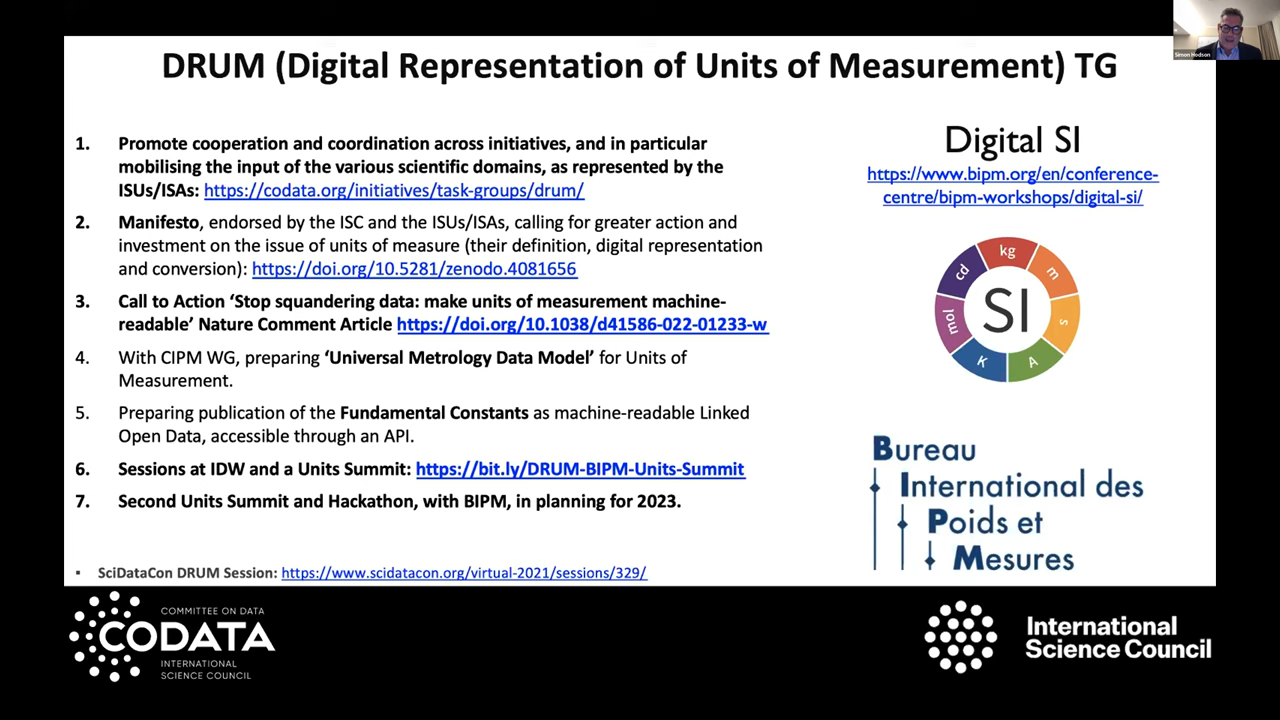 Simon Hodson
DRUM (Digital Representation of Units of Measurement) TG
1. Promote cooperation and coordination across initiatives, and in particular
mobilising the input of the various scientific domains, as represented by the
ISUs/ISAs: https://codata.org/initiatives/task-groups/drum/
2. Manifesto, endorsed by the ISC and the ISUs/ISAs, calling for greater action and
investment on the issue of units of measure (their definition, digital representation
and conversion): https://doi.org/10.5281/zenodo.4081656
3. Call to Action ‘Stop squandering data: make units of measurement machine-
readable’ Nature Comment Article https://doi.org/10.1038/d41586-022-01233-w
4. With CIPM WG, preparing ‘Universal Metrology Data Model’ for Units of
Measurement.
5. Preparing publication of the Fundamental Constants as machine-readable Linked
Open Data, accessible through an API.
6. Sessions at IDW and a Units Summit: https://bit.ly/DRUM-BIPM-Units-Summit
7. Second Units Summit and Hackathon, with BIPM, in planning for 2023.
▪ SciDataCon DRUM Session: https://www.scidatacon.org/virtual-2021/sessions/329/
Digital SI
https://www.bipm.org/en/conference-
centre/bipm-workshops/digital-si/
kg
m
s
A
K
mol
cd
SI
Bureau
International des
Poids et
Mesures
COMMITTEE ON DATA
CODATA
INTERNATIONAL
SCIENCE COUNCIL
International
Science Council